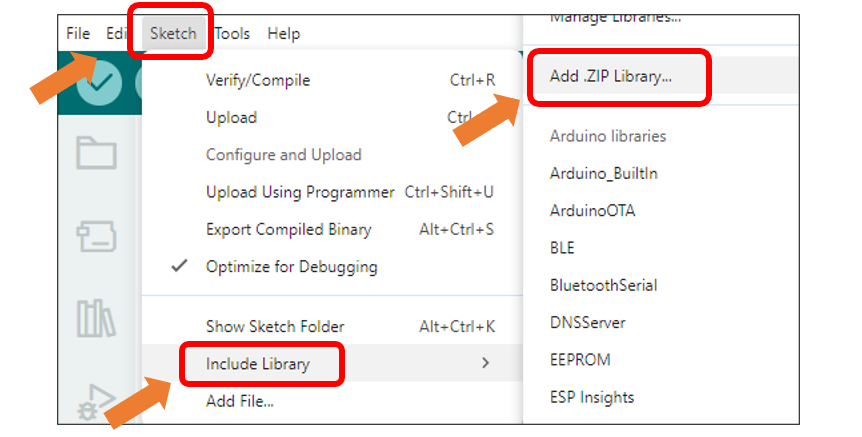 File Edi Sketch Tools Help
Verify/Compile Ctrl+R
Upload Ctrl
Configure and Upload
Upload Using Programmer Ctrl+Shift+U
Export Compiled Binary Alt+Ctrl+S
Optimize for Debugging
Show Sketch Folder Alt+Ctrl+K
Include Library
Add File...
Manage Libraries...
Add .ZIP Library...
Arduino libraries
Arduino_BuiltIn
ArduinoOTA
BLE
BluetoothSerial
DNSServer
EEPROM
ESP Insights